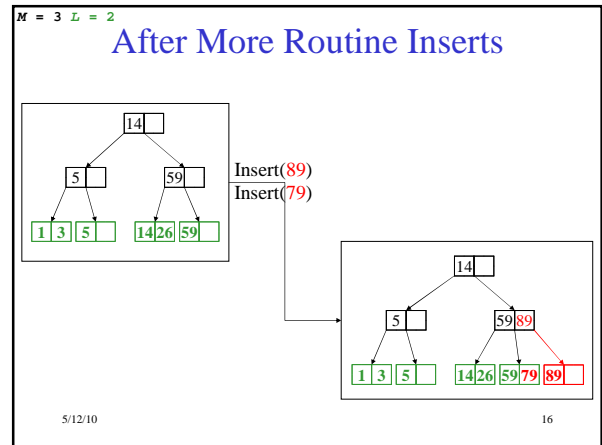 M = 3 L = 2
After More Routine Inserts
14
5 59
1 3 5 14 26 59
Insert(89)
Insert(79)
14
5 59 89
1 3 5 14 26 59 79 89
5/12/10 16